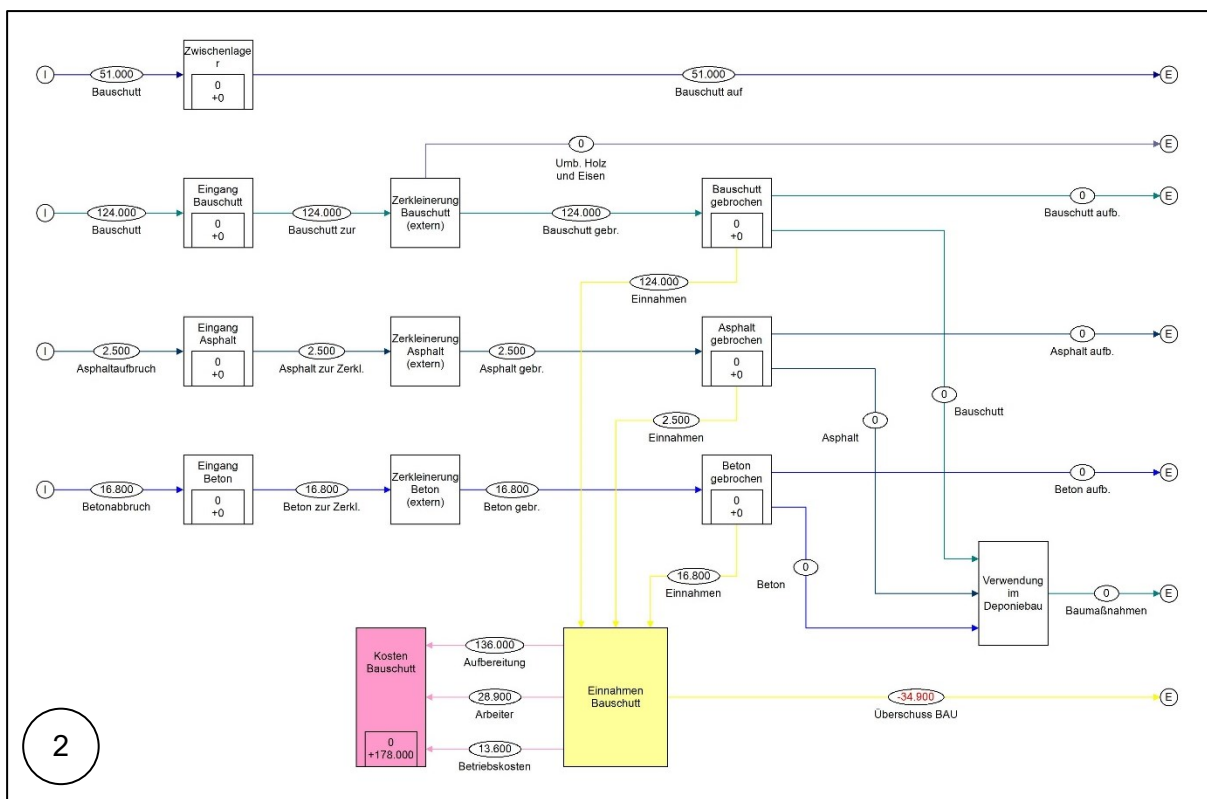 Zwischenlage
r
0
+0
I
51.000
Bauschutt
51.000
Bauschutt auf
E
0
Umb. Holz
und Eisen
E
I
124.000
Bauschutt
Eingang
Bauschutt
0
+0
124.000
Bauschutt zur
Zerkleinerung
Bauschutt
(extern)
124.000
Bauschutt gebr.
Bauschutt
gebrochen
0
+0
0
Bauschutt aufb.
E
124.000
Einnahmen
I
2.500
Asphaltaufbruch
Eingang
Asphalt
0
+0
2.500
Asphalt zur Zerkl.
Zerkleinerung
Asphalt
(extern)
2.500
Asphalt gebr.
Asphalt
gebrochen
0
+0
0
Asphalt aufb.
E
2.500
Einnahmen
0
Asphalt
0
Bauschutt
I
16.800
Betonabbruch
Eingang
Beton
0
+0
16.800
Beton zur Zerkl.
Zerkleinerung
Beton
(extern)
16.800
Beton gebr.
Beton
gebrochen
0
+0
0
Beton aufb.
E
16.800
Einnahmen
0
Beton
Verwendung
im
Deponiebau
0
Baumaßnahmen
E
Kosten
Bauschutt
0
+178.000
136.000
Aufbereitung
28.900
Arbeiter
13.600
Betriebskosten
Einnahmen
Bauschutt
-34.900
Überschuss BAU
E
2